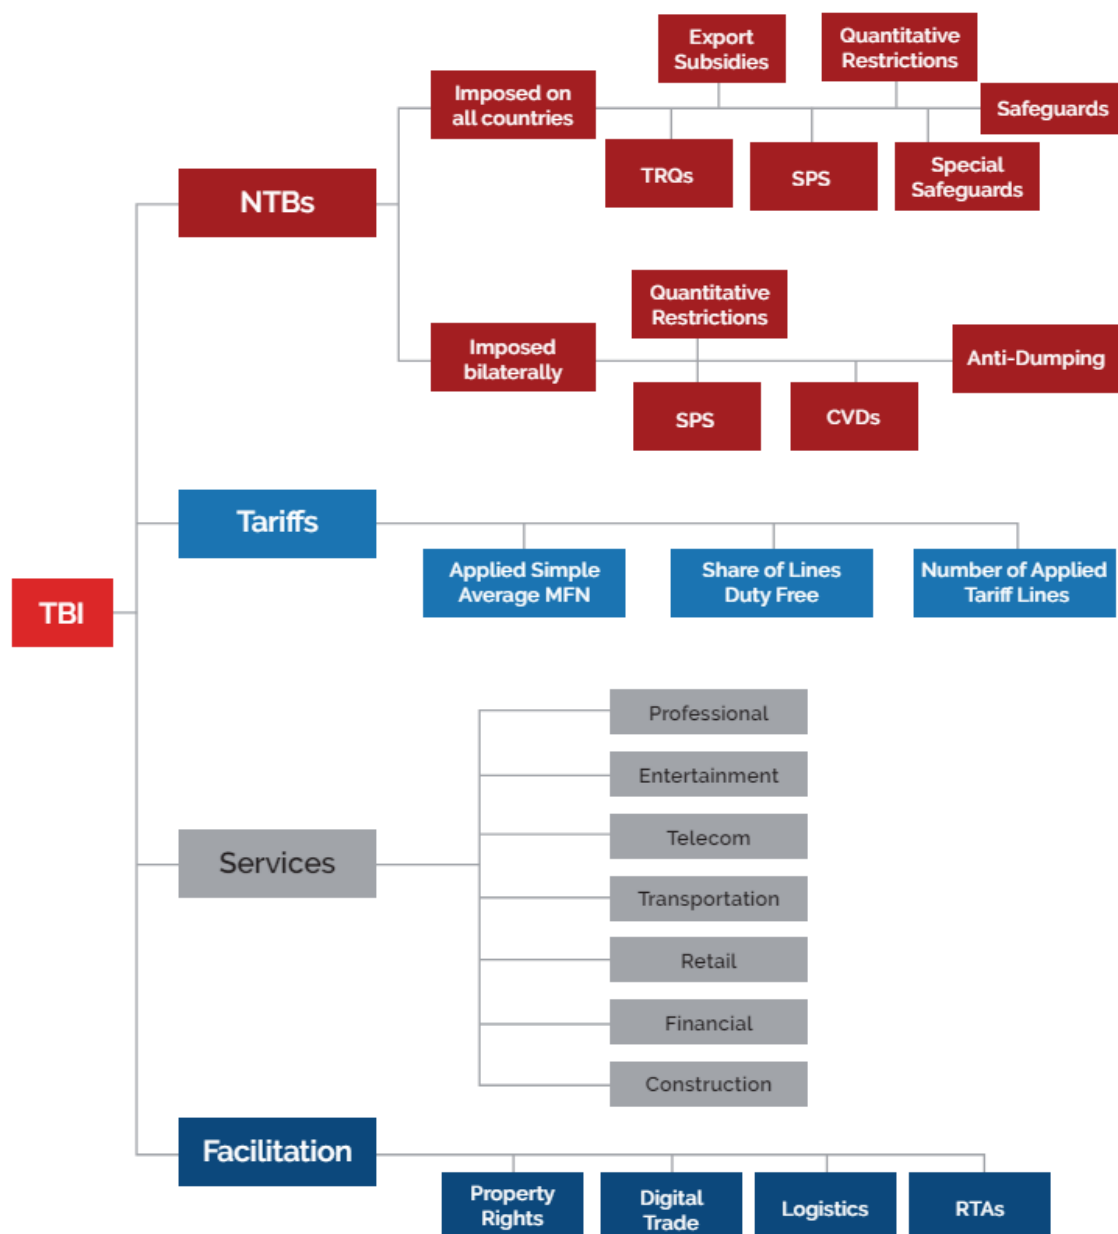 Export
Subsidies
Quantitative
Restrictions
Imposed on
all countries
Safeguards
TRQs
SPS
Special
Safeguards
NTBs
Quantitative
Restrictions
Imposed
bilaterally
Anti-Dumping
SPS
CVDs
Tariffs
Applied Simple
Average MFN
Share of Lines
Duty Free
Number of Applied
Tariff Lines
TBI
Professional
Entertainment
Telecom
Services
Transportation
Retail
Financial
Construction
Facilitation
Property
Rights
Digital
Trade
Logistics
RTAs